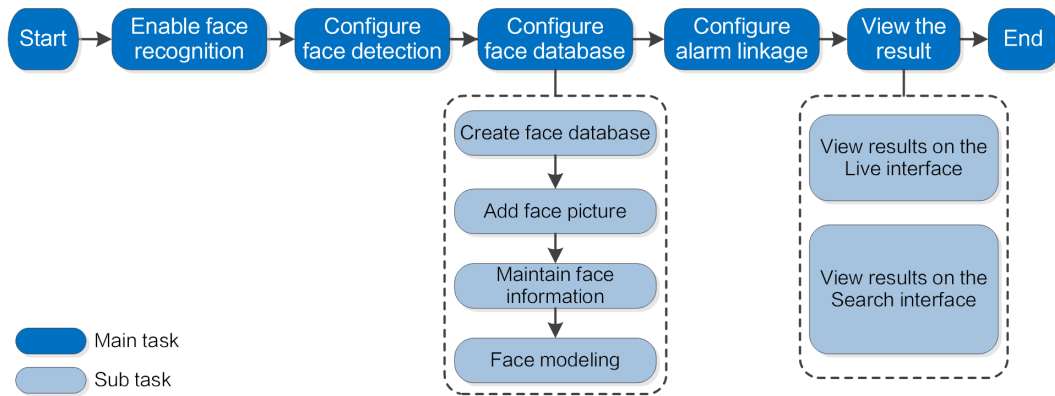 Start
Enable face
recognition
Configure
face detection
Configure
face database
Configure
alarm linkage
View the
result
End
Create face database
Add face picture
Maintain face
information
Face modeling
View results on the
Live interface
View results on the
Search interface
Main task
Sub task